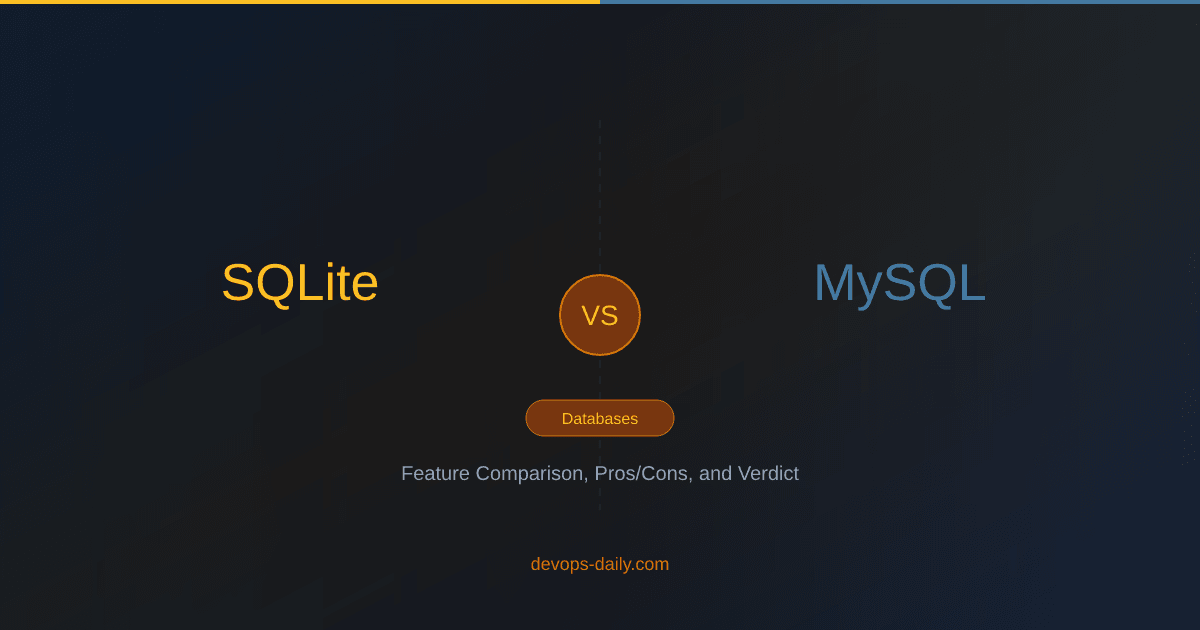 SQLite
MySQL
VS
Databases
Feature Comparison, Pros/Cons, and Verdict
devops-daily.com